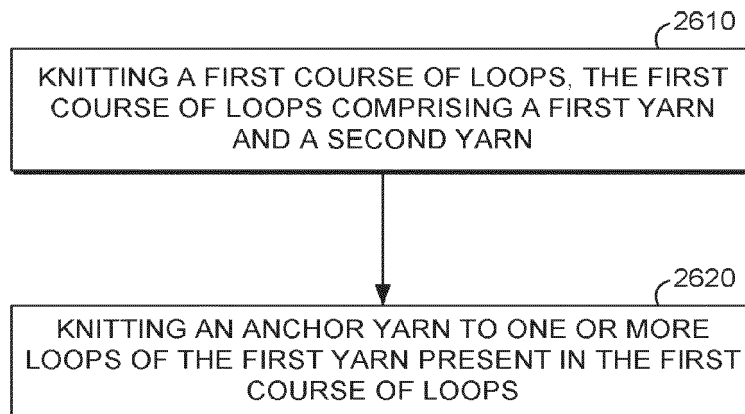 2610
KNITTING A FIRST COURSE OF LOOPS, THE FIRST
COURSE OF LOOPS COMPRISING A FIRST YARN
AND A SECOND YARN
2620
KNITTING AN ANCHOR YARN TO ONE OR MORE
LOOPS OF THE FIRST YARN PRESENT IN THE FIRST
COURSE OF LOOPS